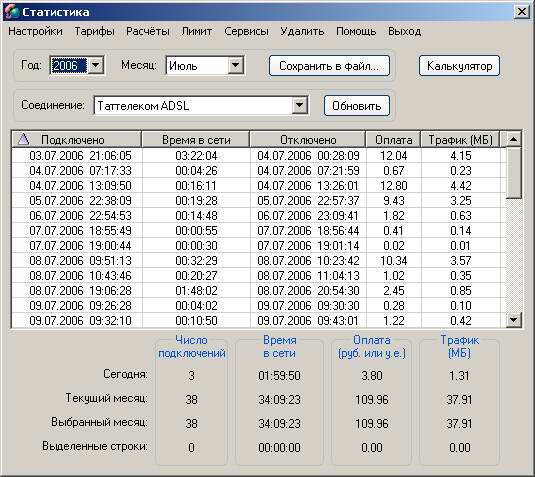 Статистика
Настройки Тарифы Расчёты Лимит Сервисы Удалить Помощь Выход
Год: 2006 Месяц: Июль Сохранить в файл... Калькулятор
Соединение: Таттелеком ADSL Обновить
Подключено Время в сети Отключено Оплата Трафик (МБ)
03.07.2006 21:06:05 03:22:04 04.07.2006 00:28:09 12.04 4.15
04.07.2006 07:17:33 00:04:26 04.07.2006 07:21:59 0.67 0.23
04.07.2006 13:09:50 00:16:11 04.07.2006 13:26:01 12.80 4.42
05.07.2006 22:38:09 00:19:28 05.07.2006 22:57:37 9.43 3.25
06.07.2006 22:54:53 00:14:48 06.07.2006 23:09:41 1.82 0.63
07.07.2006 18:55:49 00:00:55 07.07.2006 18:56:44 0.41 0.14
07.07.2006 19:00:44 00:00:30 07.07.2006 19:01:14 0.02 0.01
08.07.2006 09:51:13 00:32:29 08.07.2006 10:23:42 10.34 3.57
08.07.2006 10:43:46 00:20:27 08.07.2006 11:04:13 1.02 0.35
08.07.2006 19:06:28 01:48:02 08.07.2006 20:54:30 2.45 0.85
09.07.2006 09:26:28 00:04:02 09.07.2006 09:30:30 0.28 0.10
09.07.2006 09:32:10 00:10:50 09.07.2006 09:43:01 1.22 0.42
Число Время Оплата Трафик
подключений в сети (руб. или у.е.) (МБ)
Сегодня: 3 01:59:50 3.80 1.31
Текущий месяц: 38 34:09:23 109.96 37.91
Выбранный месяц: 38 34:09:23 109.96 37.91
Выделенные строки: 0 00:00:00 0.00 0.00